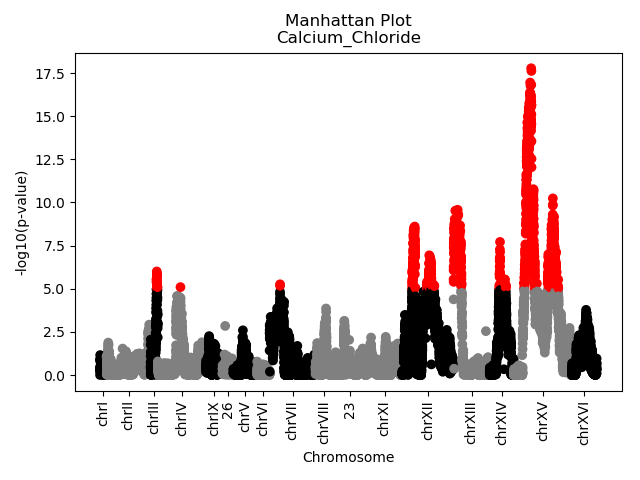 Manhattan Plot
Calcium_Chloride
-log10(p-value)
17.5
15.0
12.5
10.0
7.5
5.0
2.5
0.0
chrI
chrII
chrIII
chrIV
chrIX
26
chrV
chrVI
chrVII
chrVIII
23
chrXI
chrXII
chrXIII
chrXIV
chrXV
chrXVI
Chromosome